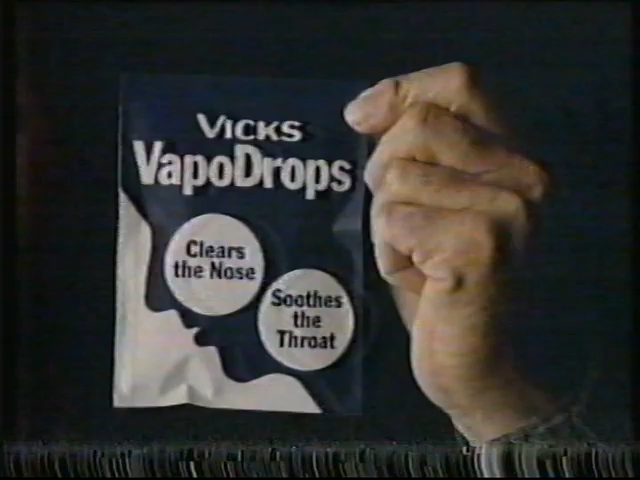 VICKS
VapoDrops
Clears
the Nose
Soothes
the
Throat